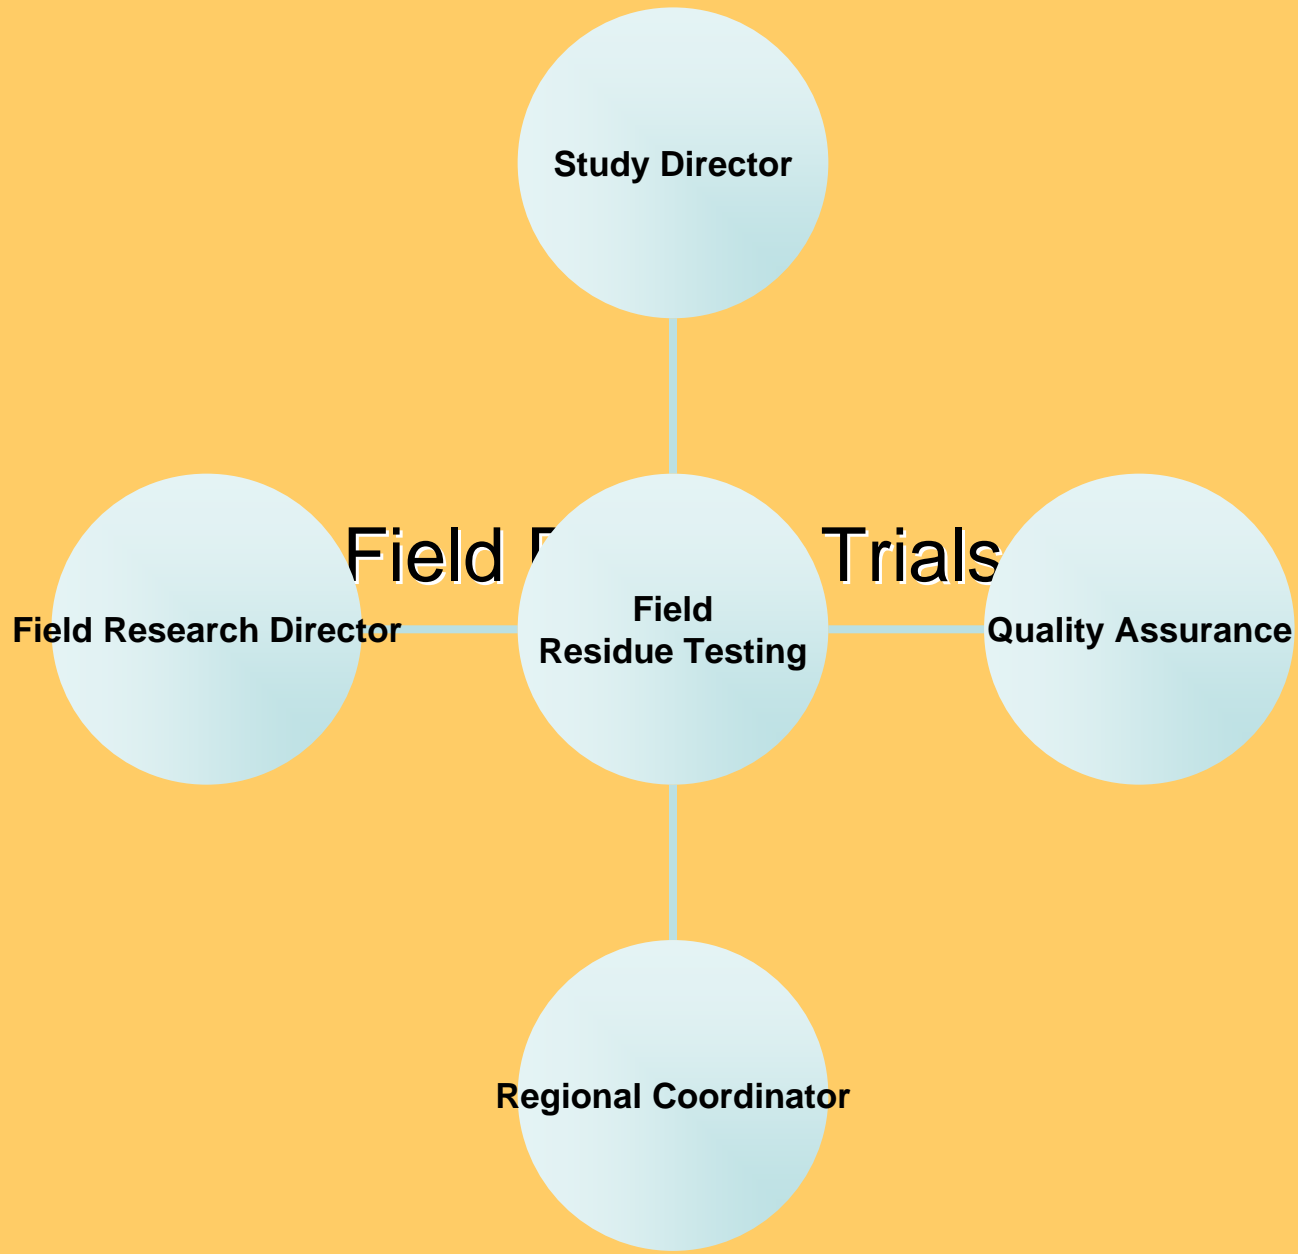 Study Director
Field Trials
Field Research Director
Field
Residue Testing
Quality Assurance
Regional Coordinator